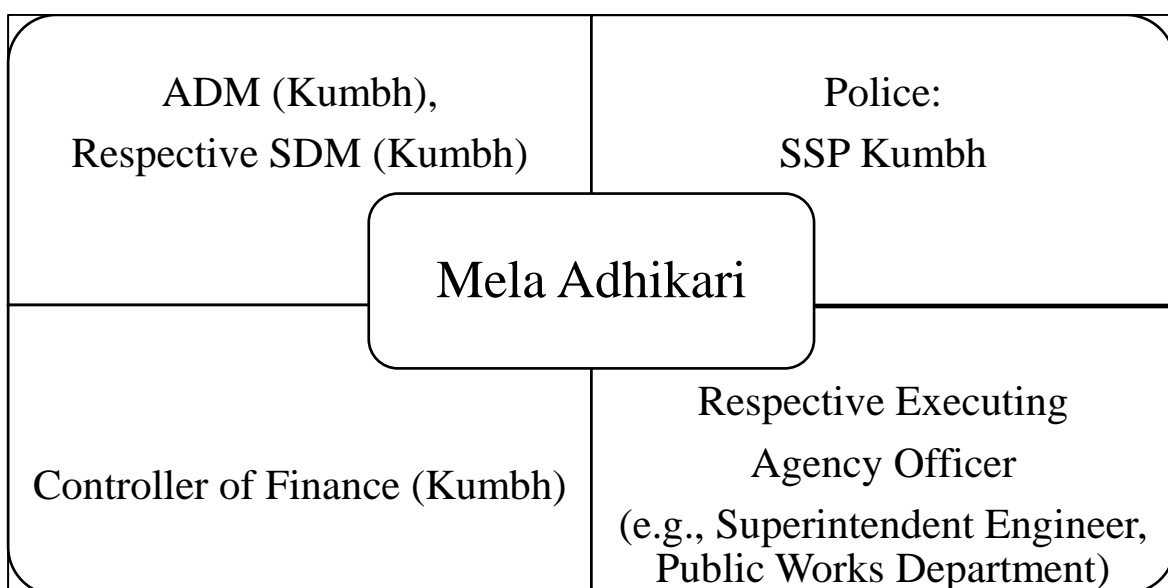 ADM (Kumbh),
Respective SDM (Kumbh)
Police:
SSP Kumbh
Mela Adhikari
Controller of Finance (Kumbh)
Respective Executing
Agency Officer
(e.g., Superintendent Engineer,
Public Works Department)